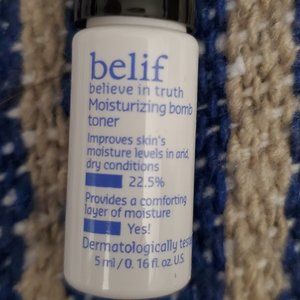 belif
believe in truth
Moisturizing bomb
toner
Improves skin's
moisture levels in arid,
dry conditions
22.5%
Provides a comforting
layer of moisture
Yes!
Dermatologically
5 ml / 0.16 fl. oz. U.S.